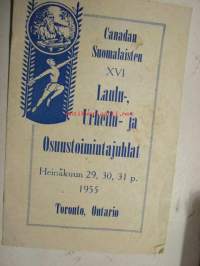 Canadan
Suomalaisten
XVI
Laulu-,
Urheilu- ja
Osuustoimintajuhlat
Heinäkuun 29, 30, 31 p.
1955
Toronto, Ontario